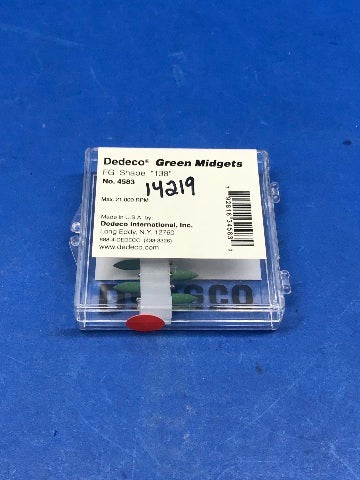 Dedeco® Green Midgets
FG Shape "138"
No. 4583
14219
Max. 21,000 RPM
Made in U.S.A. by:
Dedeco International, Inc.
Long Eddy, N.Y. 12760
www.dedeco.com